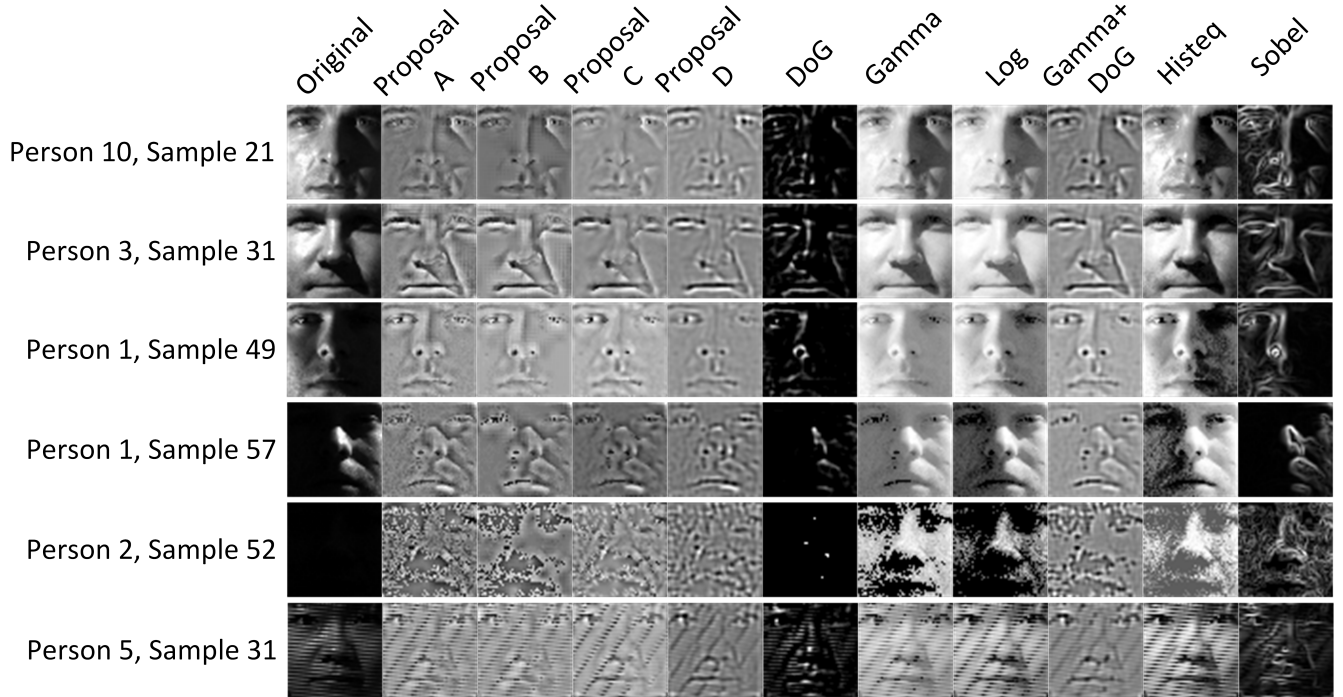 Original
Proposal A
Proposal B
Proposal C
Proposal D
DoG
Gamma
Log
Gamma+ DoG
Histeq
Sobel
Person 10, Sample 21
Person 3, Sample 31
Person 1, Sample 49
Person 1, Sample 57
Person 2, Sample 52
Person 5, Sample 31